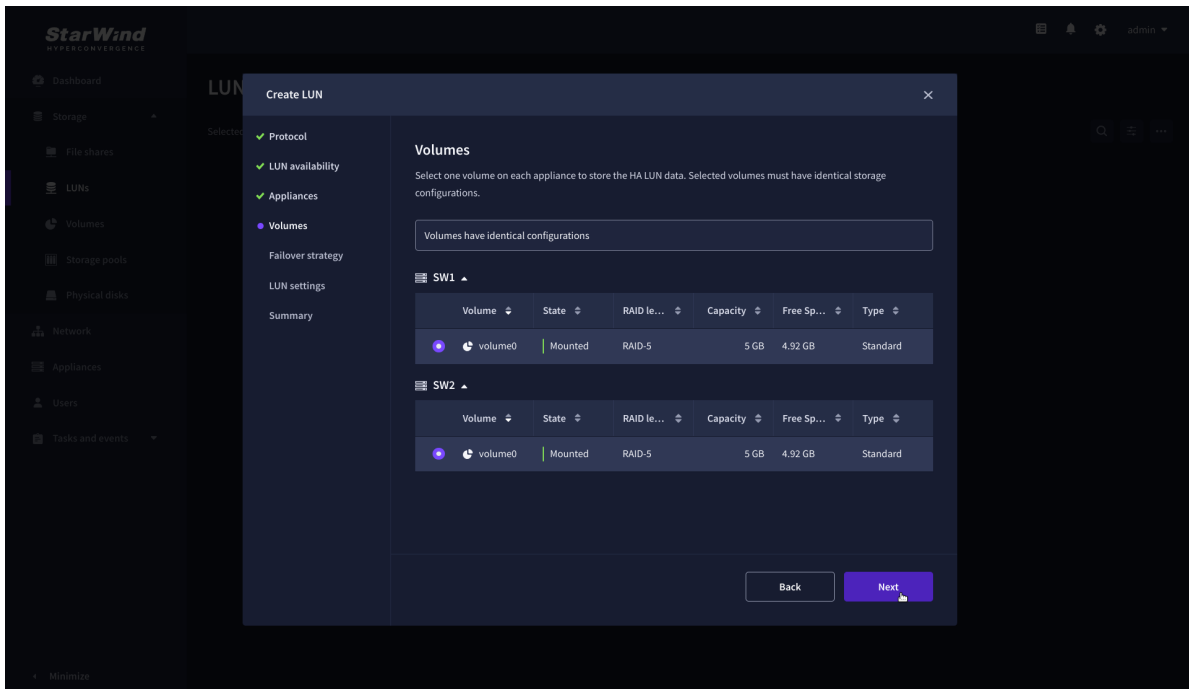 StarWind
HYPERCONVERGENCE
admin
Dashboard
Storage
File shares
LUNs
Volumes
Storage pools
Physical disks
Network
Appliances
Users
Tasks and events
Minimize
LUN
Selected
Create LUN
Protocol
LUN availability
Appliances
Volumes
Failover strategy
LUN settings
Summary
Volumes
Select one volume on each appliance to store the HA LUN data. Selected volumes must have identical storage
configurations.
Volumes have identical configurations
SW1
Volume State RAID le... Capacity Free Sp... Type
volume0 Mounted RAID-5 5 GB 4.92 GB Standard
SW2
Volume State RAID le... Capacity Free Sp... Type
volume0 Mounted RAID-5 5 GB 4.92 GB Standard
Back Next